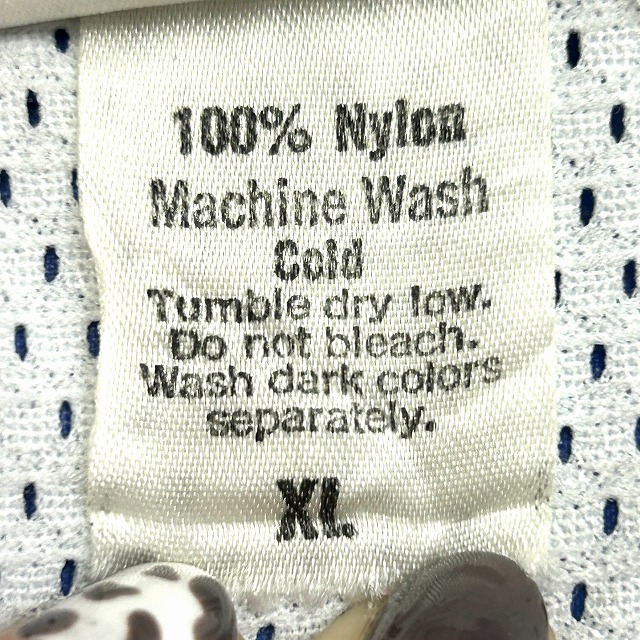 100% Nylon
Machine Wash
Cold
Tumble dry low.
Do not bleach.
Wash dark colors
separately.
XL